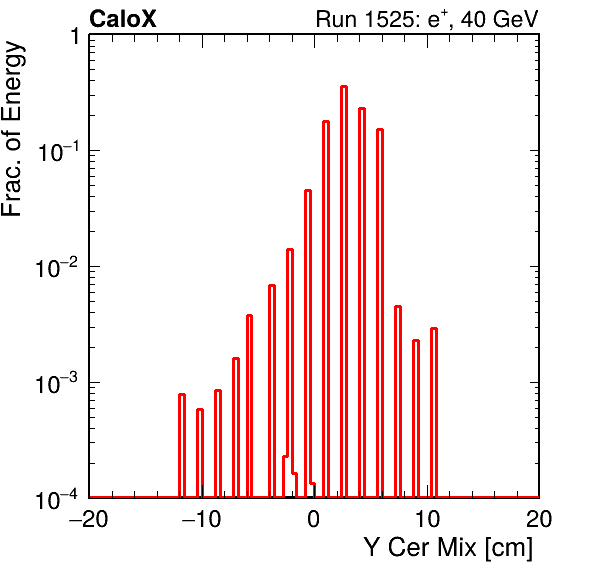 CaloX Run 1525: e⁺, 40 GeV
Frac. of Energy
1
10⁻¹
10⁻²
10⁻³
10⁻⁴
−20 −10 0 10 20
Y Cer Mix [cm]